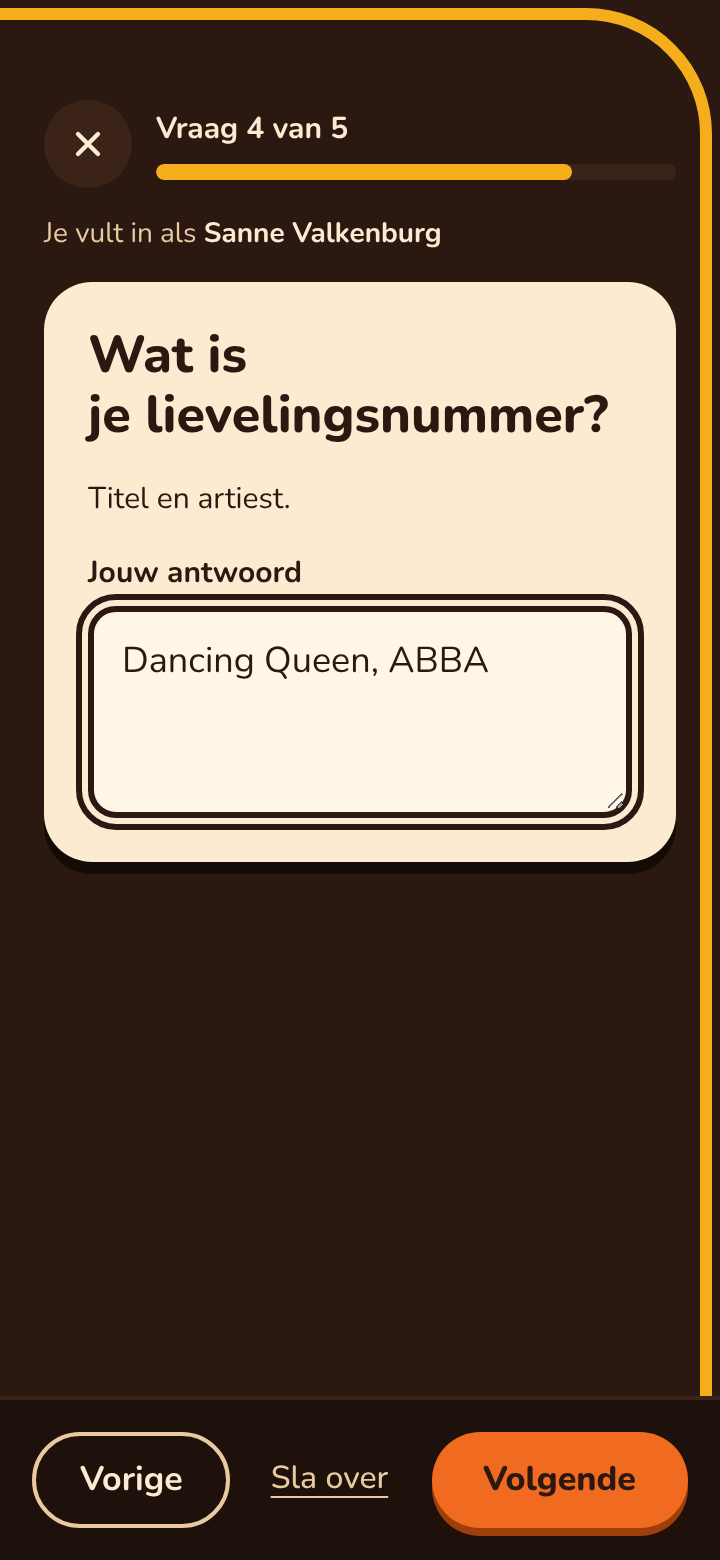 Vraag 4 van 5
Je vult in als Sanne Valkenburg
Wat is
je lievelingsnummer?
Titel en artiest.
Jouw antwoord
Dancing Queen, ABBA
Vorige
Sla over
Volgende